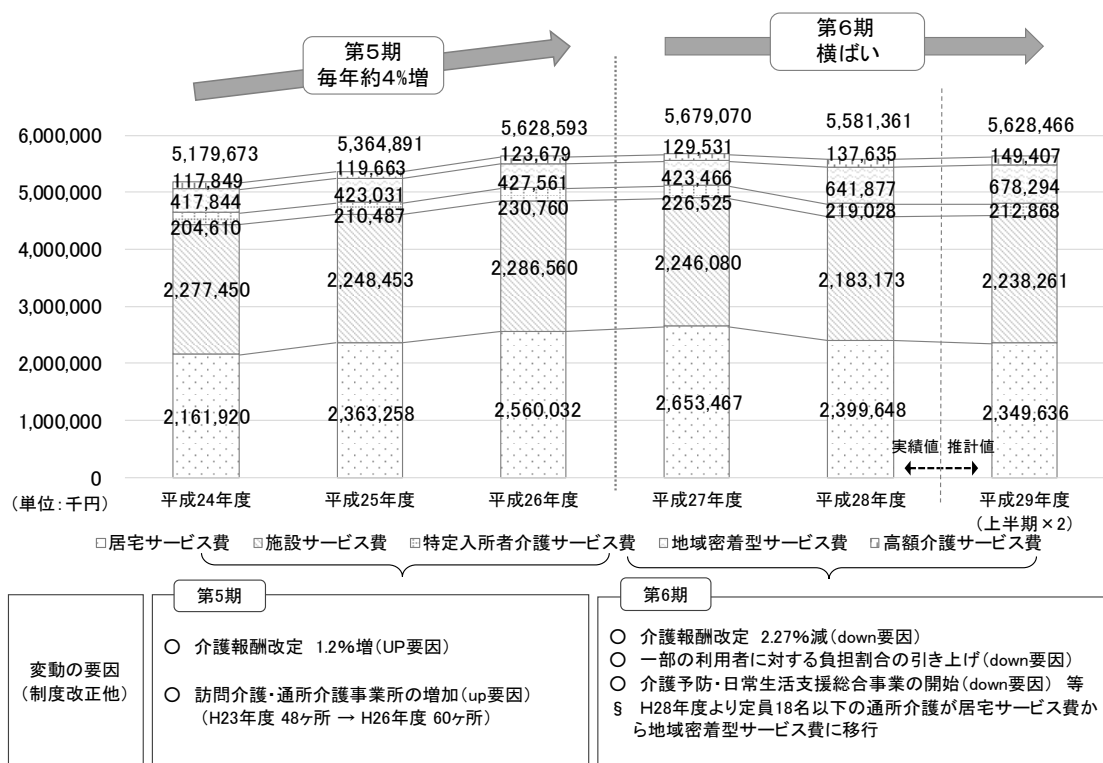 第5期
毎年約4%増
第6期
横ばい
6,000,000
5,000,000
4,000,000
3,000,000
2,000,000
1,000,000
0
(単位:千円)
5,179,673
117,849
417,844
204,610
2,277,450
2,161,920
5,364,891
119,663
423,031
210,487
2,248,453
2,363,258
5,628,593
123,679
427,561
230,760
2,286,560
2,560,032
5,679,070
129,531
423,466
226,525
2,246,080
2,653,467
5,581,361
137,635
641,877
219,028
2,183,173
2,399,648
5,628,466
149,407
678,294
212,868
2,238,261
2,349,636
実績値 推計値
平成24年度 平成25年度 平成26年度 平成27年度 平成28年度 平成29年度
(上半期×2)
居宅サービス費 施設サービス費 特定入所者介護サービス費 地域密着型サービス費 高額介護サービス費
変動の要因
(制度改正他)
第5期
○ 介護報酬改定 1.2%増(UP要因)
○ 訪問介護・通所介護事業所の増加(up要因)
(H23年度 48ヶ所 → H26年度 60ヶ所)
第6期
○ 介護報酬改定 2.27%減(down要因)
○ 一部の利用者に対する負担割合の引き上げ(down要因)
○ 介護予防・日常生活支援総合事業の開始(down要因) 等
§ H28年度より定員18名以下の通所介護が居宅サービス費か
ら地域密着型サービス費に移行